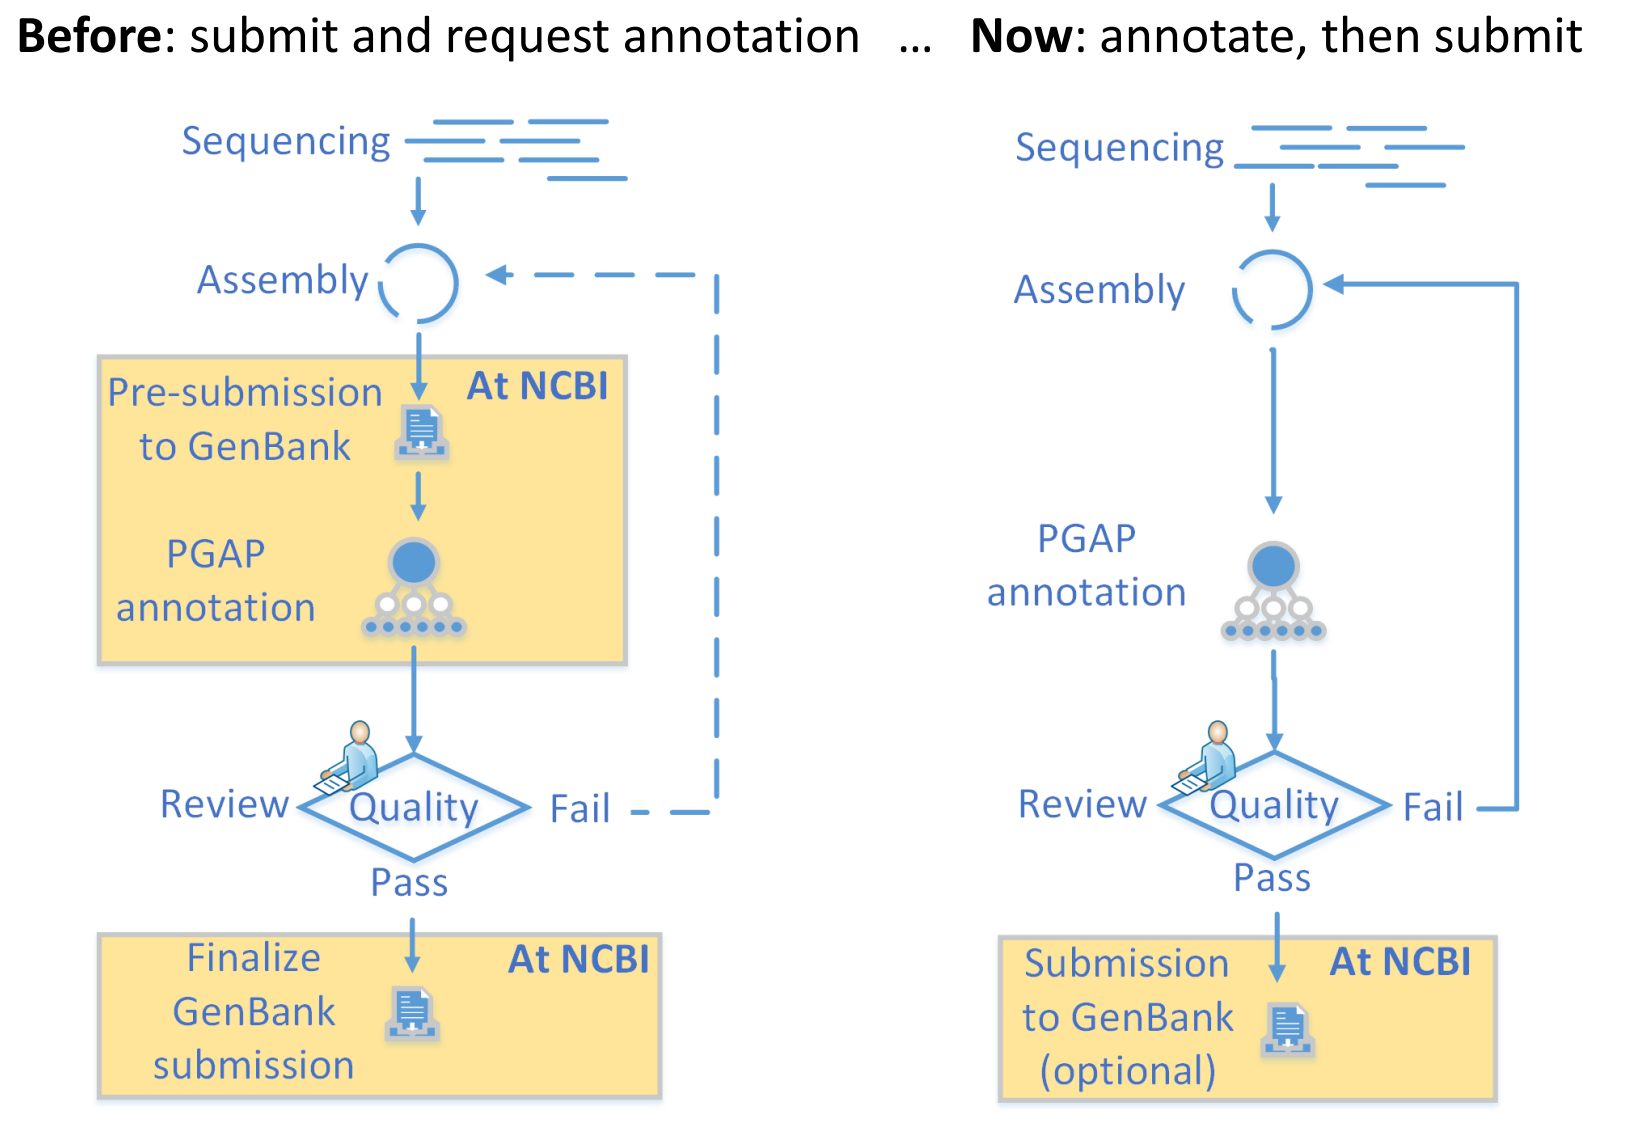 Before: submit and request annotation ... Now: annotate, then submit
Sequencing
Assembly
Pre-submission
to GenBank
At NCBI
PGAP
annotation
Review
Quality
Fail
Pass
Finalize
GenBank
submission
At NCBI
Sequencing
Assembly
PGAP
annotation
Review
Quality
Fail
Pass
Submission
to GenBank
(optional)
At NCBI